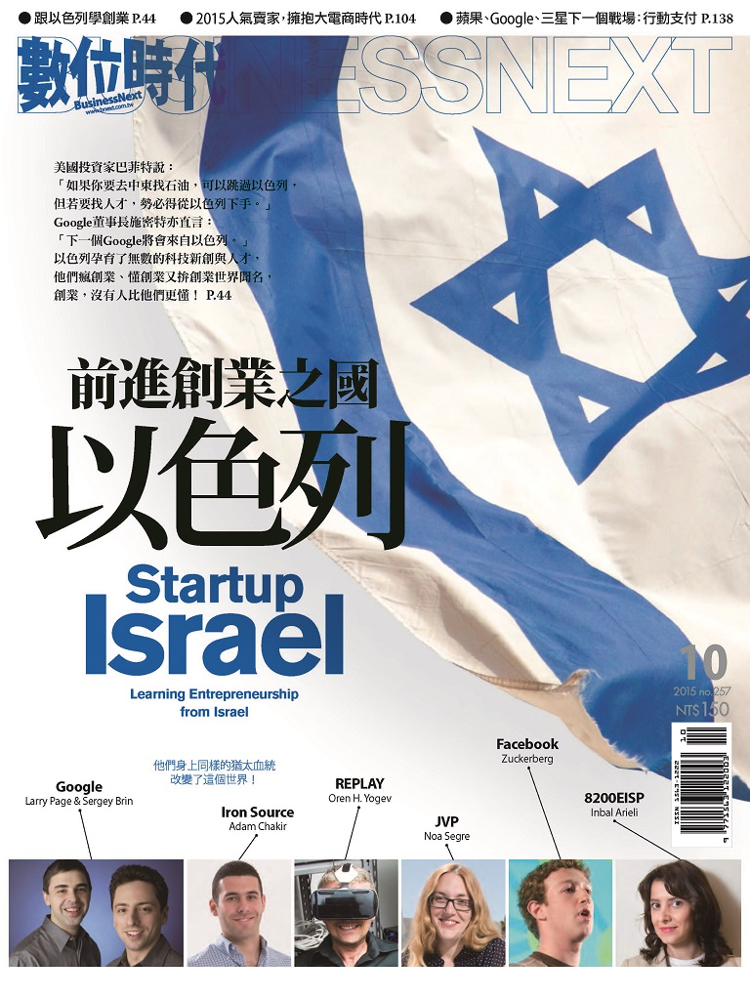 ● 跟以色列學創業 P.44 ● 2015人氣賣家，擁抱大電商時代 P.104 ● 蘋果、Google、三星下一個戰場：行動支付 P.138
BUSINESSNEXT
數位時代
BusinessNext
www.bnext.com.tw
美國投資家巴菲特說：
「如果你要去中東找石油，可以跳過以色列，
但若要找人才，勢必得從以色列下手。」
Google董事長施密特亦直言：
「下一個Google將會來自以色列。」
以色列孕育了無數的科技新創與人才，
他們瘋創業、懂創業又拚創業世界聞名，
創業，沒有人比他們更懂！ P.44
前進創業之國
以色列
Startup
Israel
Learning Entrepreneurship
from Israel
10
2015 no.257
NT$150
他們身上同樣的猶太血統
改變了這個世界！
Google
Larry Page & Sergey Brin
Iron Source
Adam Chakir
REPLAY
Oren H. Yogev
JVP
Noa Segre
Facebook
Zuckerberg
8200EISP
Inbal Arieli
ISSN 1563-1222
10
9 771563 122003